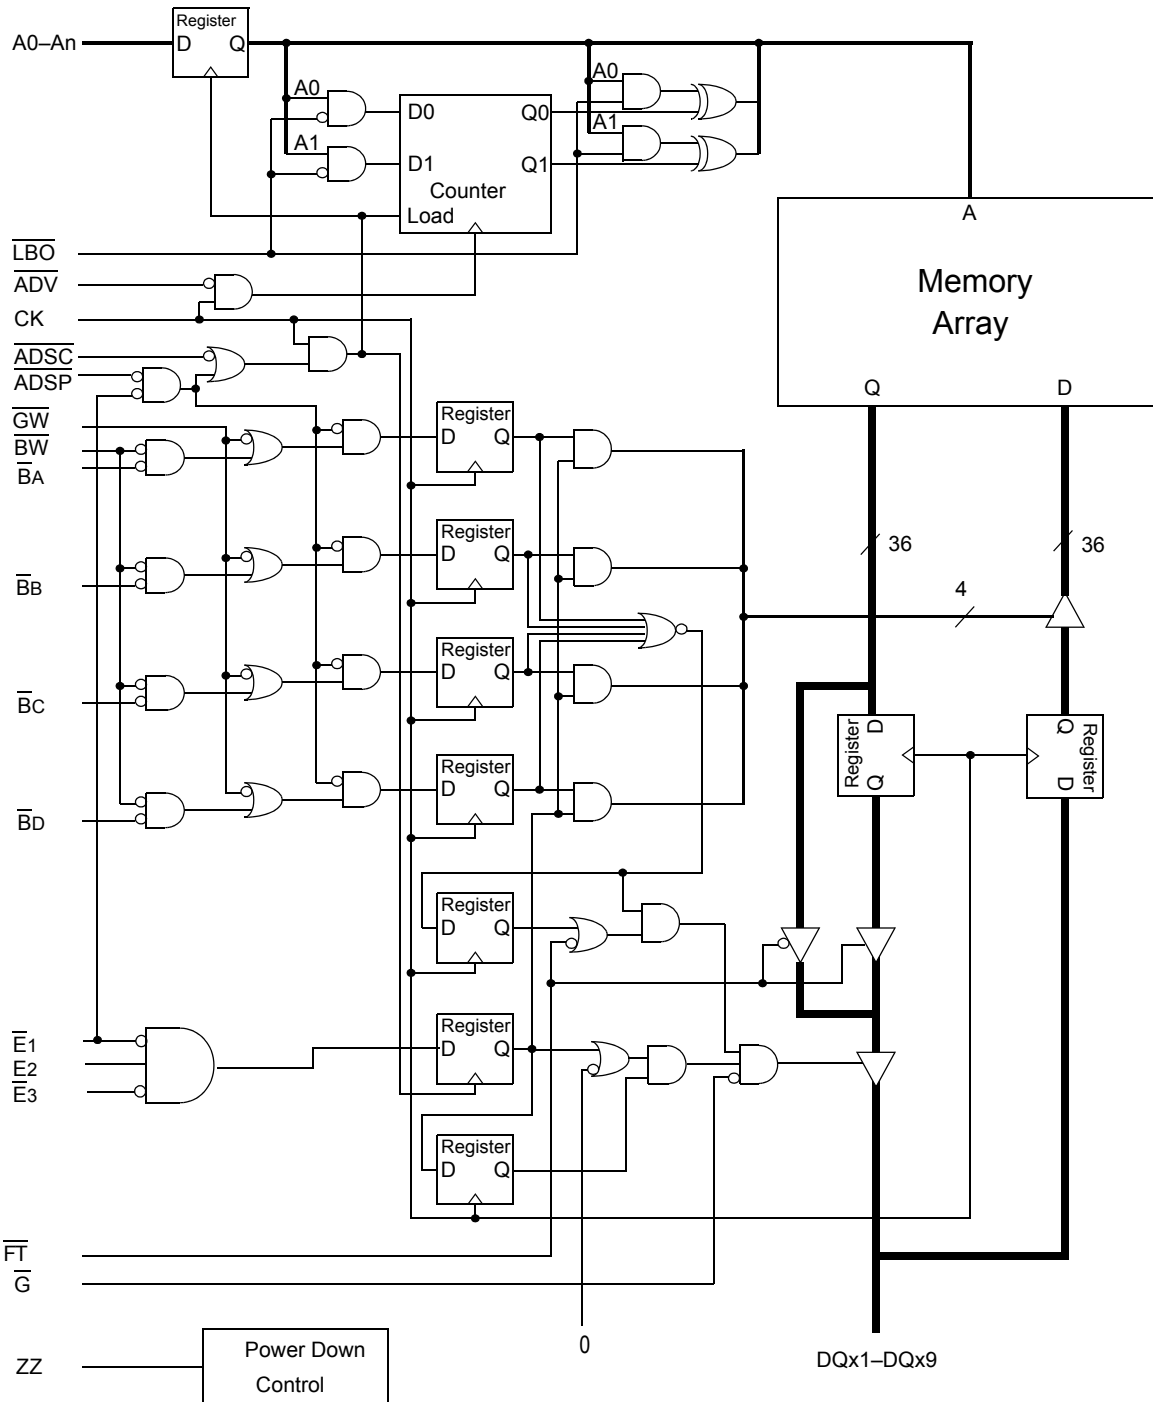 Register
A0–An
D Q
A0
A0
D0 Q0
A1
A1
D1 Q1
Counter
Load
A
LBO
ADV
Memory
CK
Array
ADSC
ADSP
Q D
GW
Register
BW
D Q
BA
Register
36 36
D Q
BB
4
Register
D Q
BC
D Q
Register Register
Q D
Register
D Q
BD
Register
D Q
Register
E1
D Q
E2
E3
Register
D Q
FT
G
0
Power Down
ZZ
DQx1–DQx9
Control